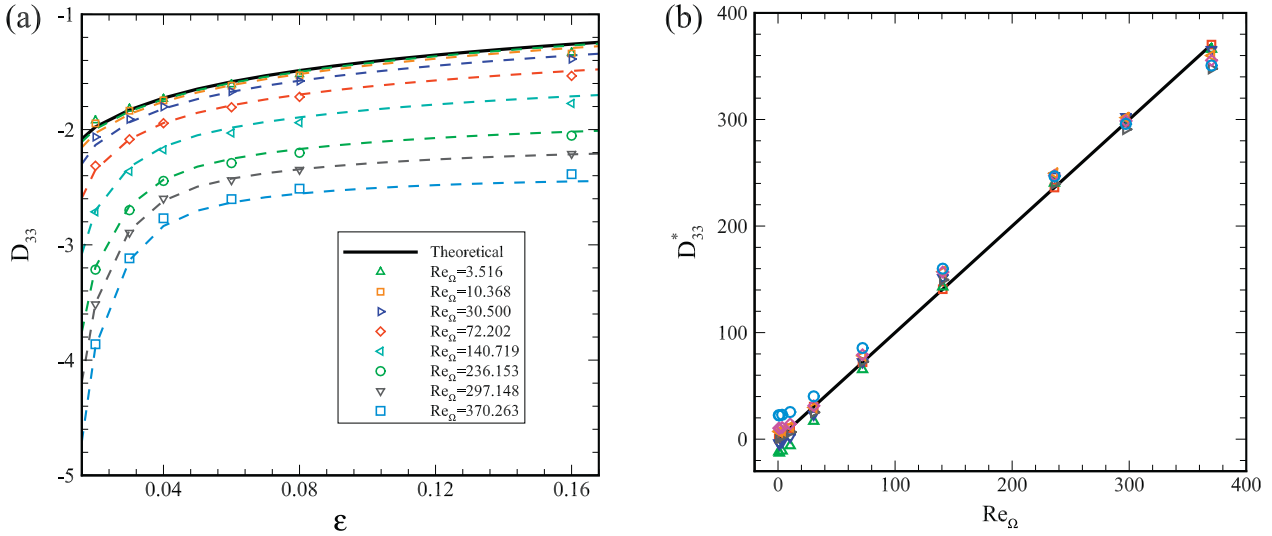 (a)
-1
-2
-3
-4
-5
D33
0.04
0.08
0.12
0.16
ε
Theoretical
ReΩ=3.516
ReΩ=10.368
ReΩ=30.500
ReΩ=72.202
ReΩ=140.719
ReΩ=236.153
ReΩ=297.148
ReΩ=370.263
(b)
400
300
200
100
0
D*33
0
100
200
300
400
ReΩ